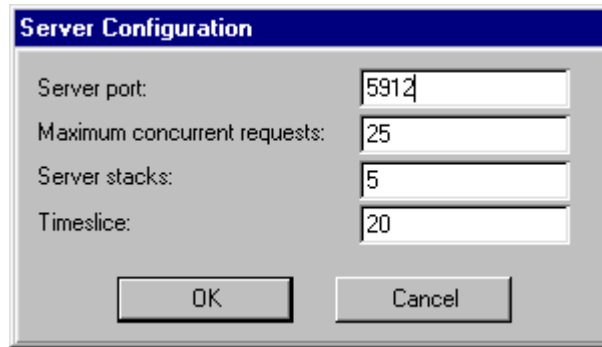 Server Configuration
Server port: 5912
Maximum concurrent requests: 25
Server stacks: 5
Timeslice: 20
OK Cancel